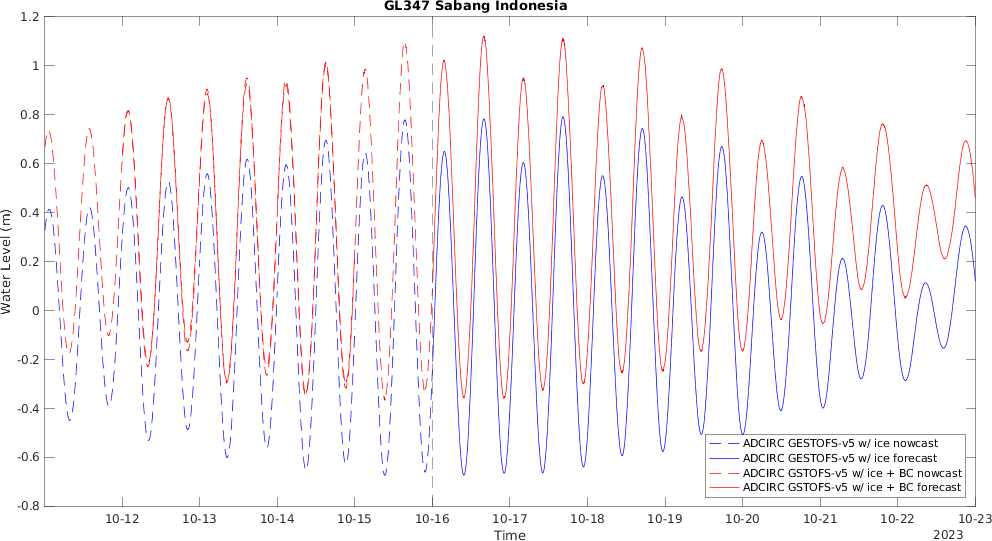 GL347 Sabang Indonesia
1.2
1
0.8
0.6
0.4
0.2
0
-0.2
-0.4
-0.6
-0.8
Water Level (m)
ADCIRC GESTOFS-v5 w/ ice nowcast
ADCIRC GESTOFS-v5 w/ ice forecast
ADCIRC GSTOFS-v5 w/ ice + BC nowcast
ADCIRC GSTOFS-v5 w/ ice + BC forecast
10-12 10-13 10-14 10-15 10-16 10-17 10-18 10-19 10-20 10-21 10-22 10-23
Time
2023